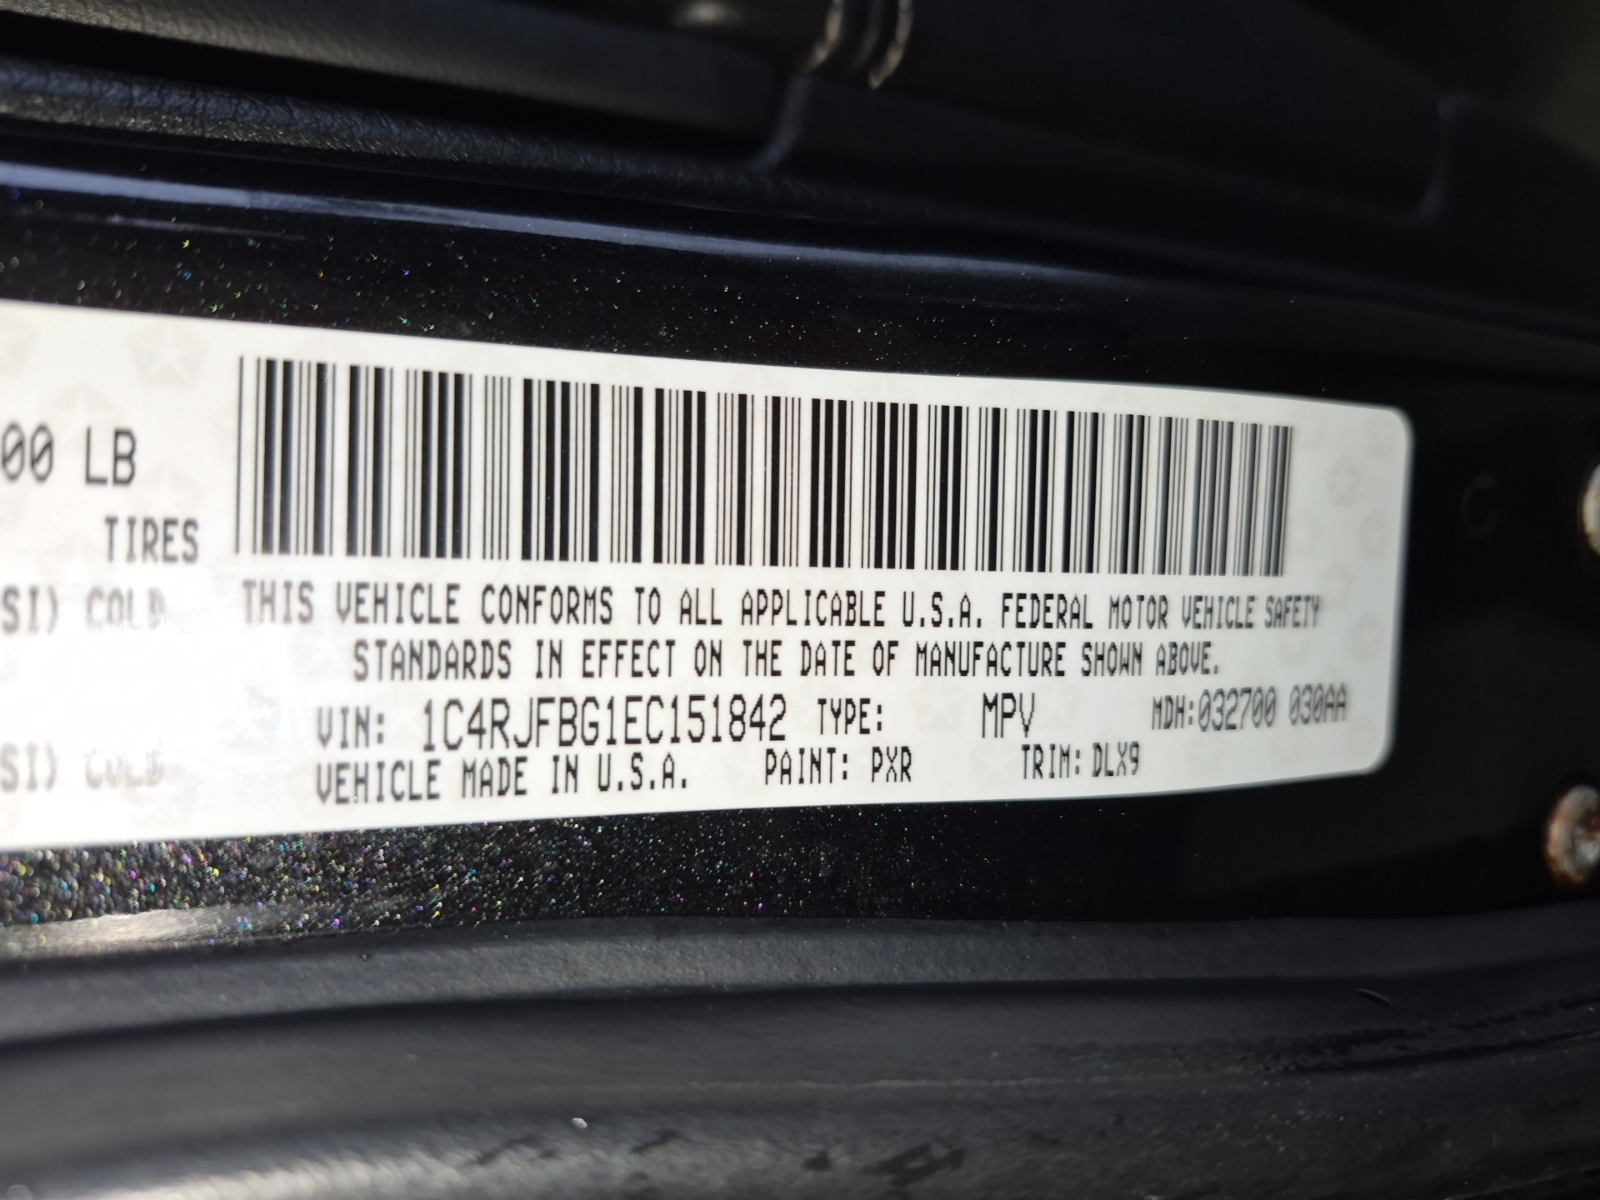 00 LB
TIRES
SI) COLD
THIS VEHICLE CONFORMS TO ALL APPLICABLE U.S.A. FEDERAL MOTOR VEHICLE SAFETY
STANDARDS IN EFFECT ON THE DATE OF MANUFACTURE SHOWN ABOVE.
VIN: 1C4RJFBG1EC151842 TYPE: MPV MDH:032700 030AA
SI) COLD
VEHICLE MADE IN U.S.A. PAINT: PXR TRIM: DLX9